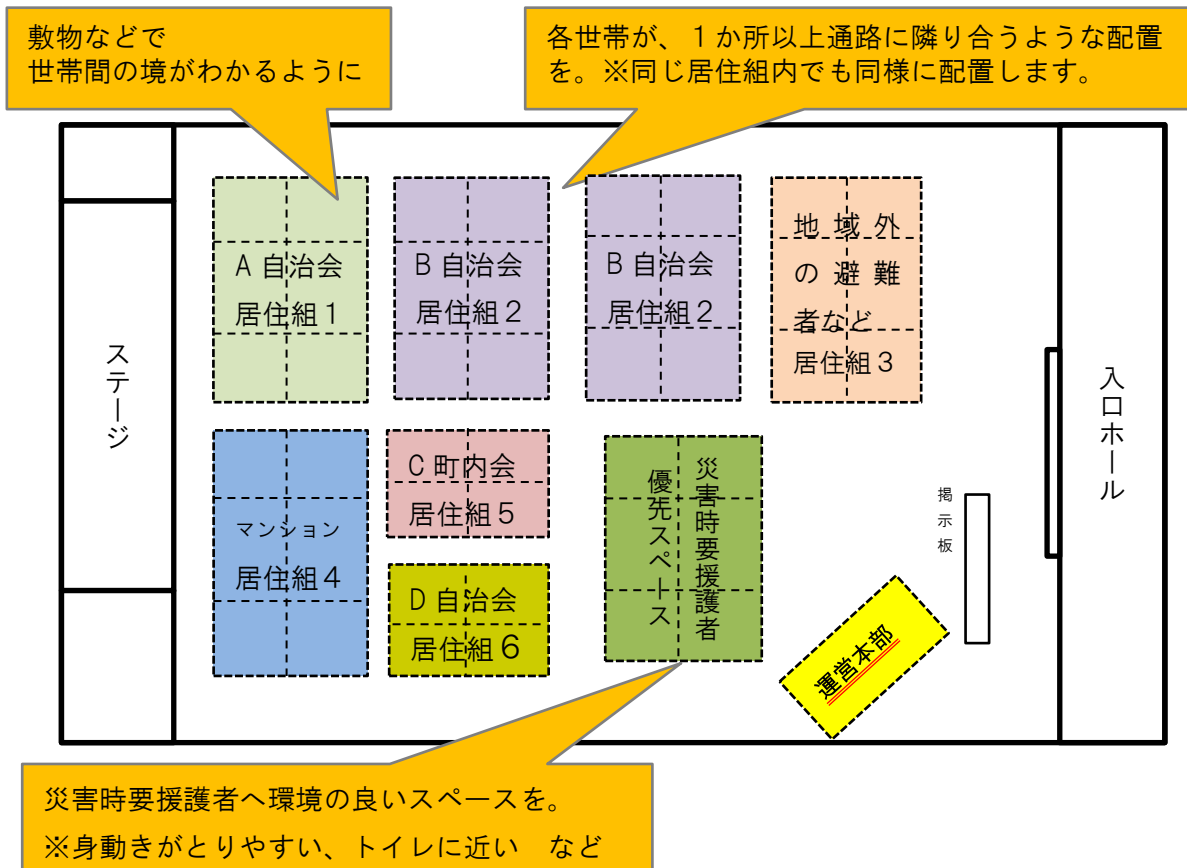 敷物などで
世帯間の境がわかるように
各世帯が、１か所以上通路に隣り合うような配置
を。※同じ居住組内でも同様に配置します。
ステージ
A 自治会
居住組１
B 自治会
居住組２
B 自治会
居住組２
地域外
の避難
者など
居住組３
入口ホール
マンション
居住組４
C 町内会
居住組５
D 自治会
居住組６
災害時要援護者
優先スペース
掲示板
運営本部
災害時要援護者へ環境の良いスペースを。
※身動きがとりやすい、トイレに近い　など